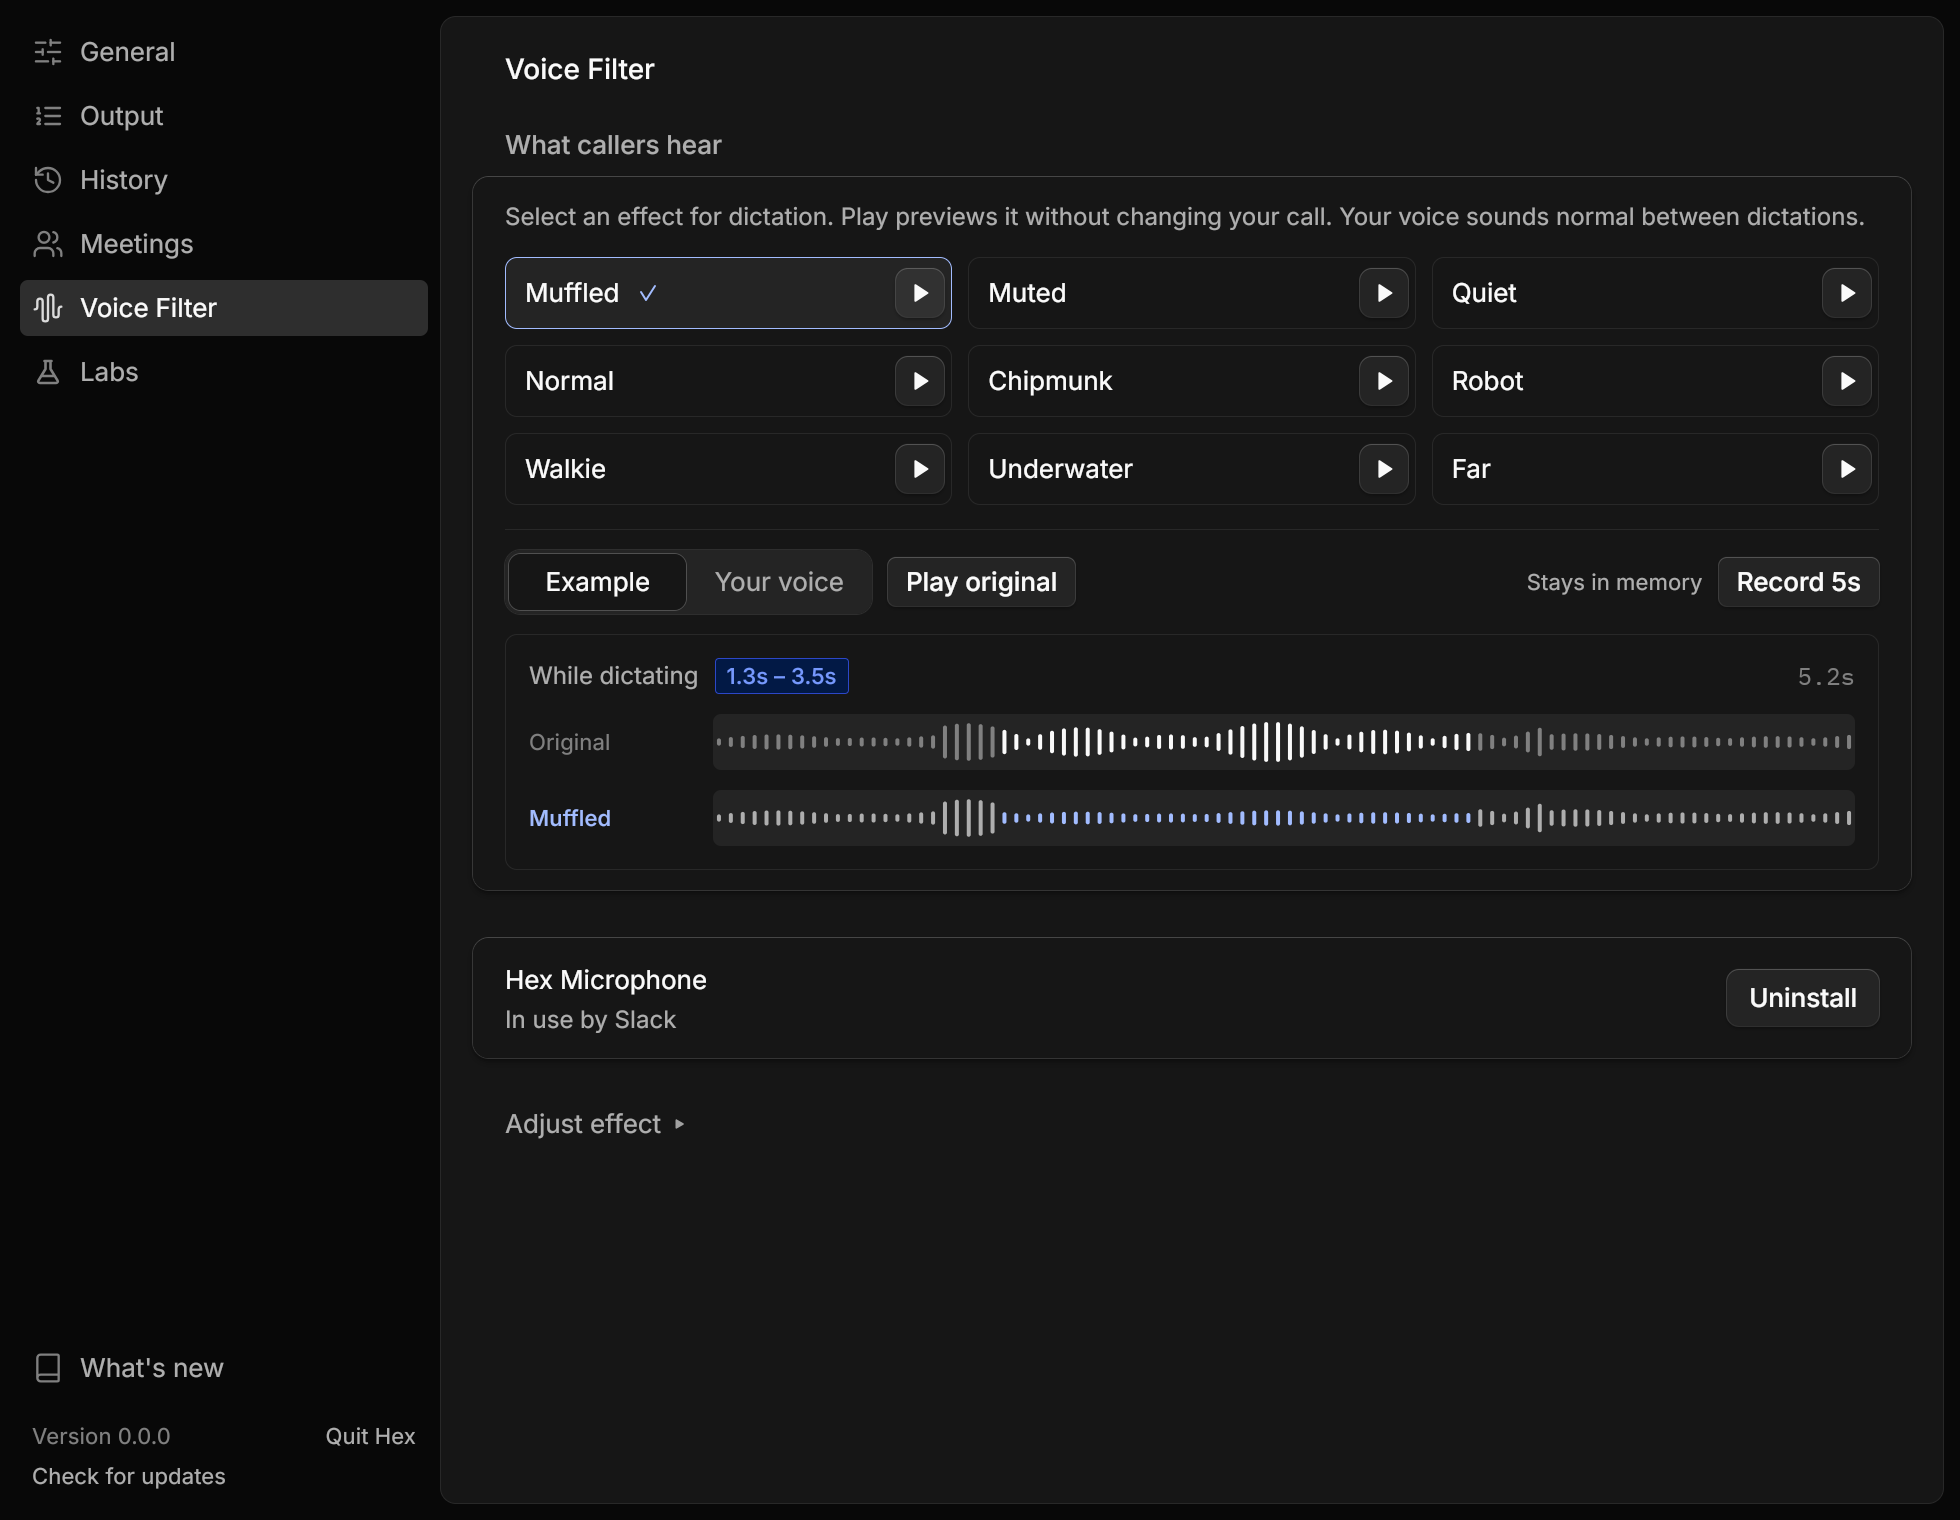 General
Output
History
Meetings
Voice Filter
Labs
What's new
Version 0.0.0
Quit Hex
Check for updates
Voice Filter
What callers hear
Select an effect for dictation. Play previews it without changing your call. Your voice sounds normal between dictations.
Muffled
Muted
Quiet
Normal
Chipmunk
Robot
Walkie
Underwater
Far
Example
Your voice
Play original
Stays in memory
Record 5s
While dictating
1.3s – 3.5s
5.2s
Original
Muffled
Hex Microphone
In use by Slack
Uninstall
Adjust effect